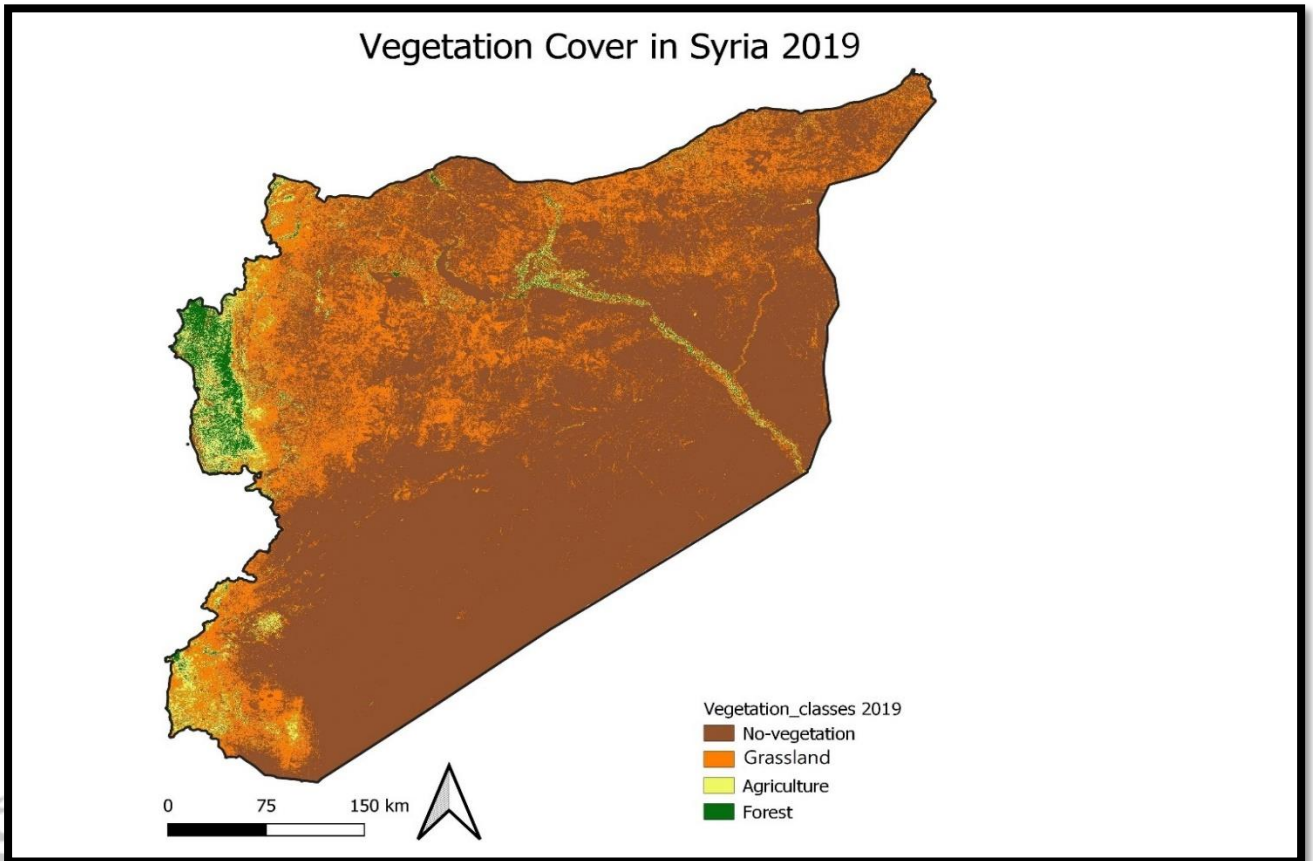 Vegetation Cover in Syria 2019
Vegetation_classes 2019
No-vegetation
Grassland
Agriculture
Forest
0 75 150 km